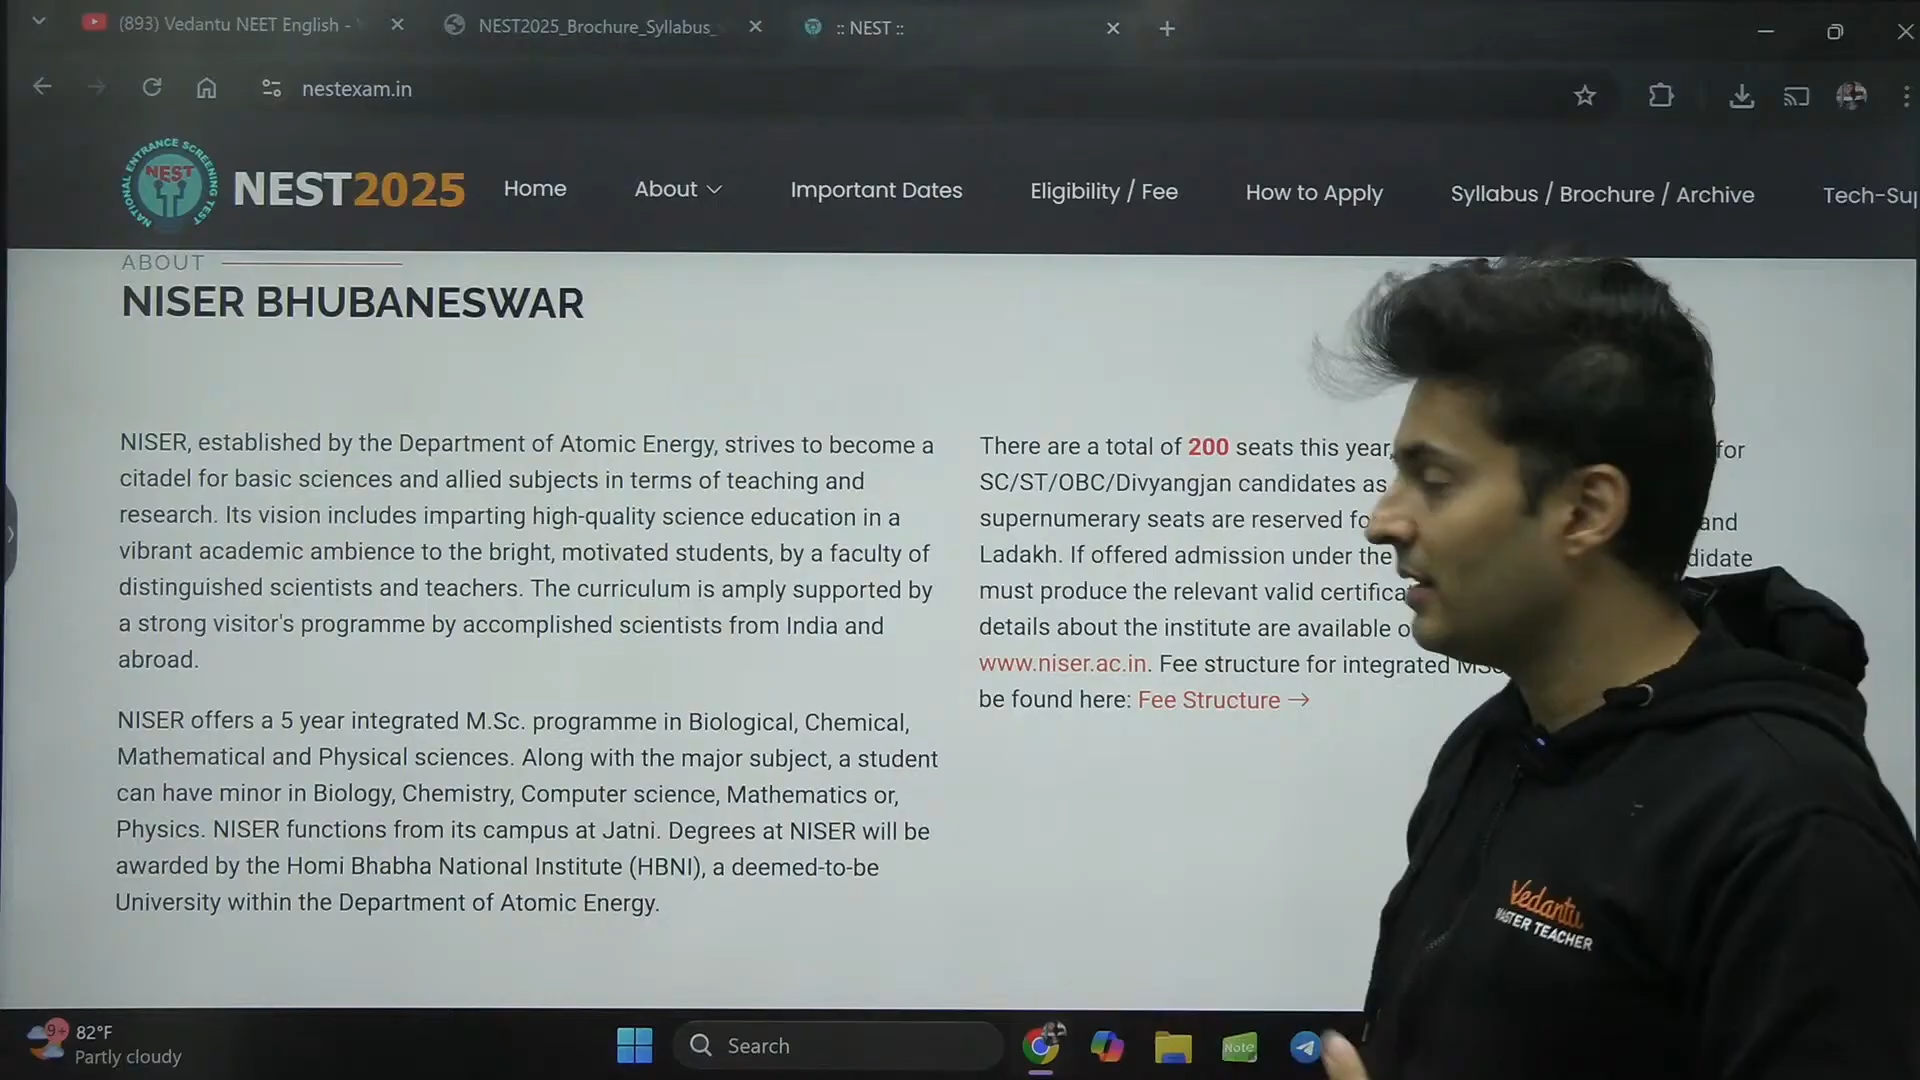 (893) Vedantu NEET English -
NEST2025_Brochure_Syllabus_
:: NEST ::
nestexam.in
NATIONAL ENTRANCE SCREENING TEST
NEST
NEST2025
Home
About
Important Dates
Eligibility / Fee
How to Apply
Syllabus / Brochure / Archive
Tech-Sup
ABOUT
NISER BHUBANESWAR
NISER, established by the Department of Atomic Energy, strives to become a
citadel for basic sciences and allied subjects in terms of teaching and
research. Its vision includes imparting high-quality science education in a
vibrant academic ambience to the bright, motivated students, by a faculty of
distinguished scientists and teachers. The curriculum is amply supported by
a strong visitor's programme by accomplished scientists from India and
abroad.
NISER offers a 5 year integrated M.Sc. programme in Biological, Chemical,
Mathematical and Physical sciences. Along with the major subject, a student
can have minor in Biology, Chemistry, Computer science, Mathematics or,
Physics. NISER functions from its campus at Jatni. Degrees at NISER will be
awarded by the Homi Bhabha National Institute (HBNI), a deemed-to-be
University within the Department of Atomic Energy.
There are a total of 200 seats this year, for
SC/ST/OBC/Divyangjan candidates as
supernumerary seats are reserved fo and
Ladakh. If offered admission under the didate
must produce the relevant valid certifica
details about the institute are available o
www.niser.ac.in. Fee structure for integrated MSc
be found here: Fee Structure →
Vedantu
MASTER TEACHER
9+
82°F
Partly cloudy
Search
Note